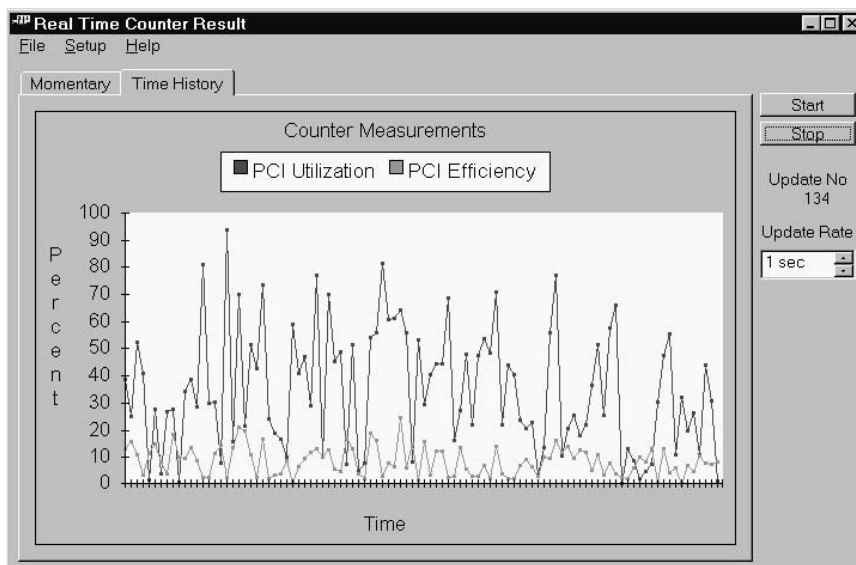 Real Time Counter Result
File Setup Help
Momentary Time History
Start
Stop
Update No
134
Update Rate
1 sec
Counter Measurements
PCI Utilization PCI Efficiency
Percent
100
90
80
70
60
50
40
30
20
10
0
Time